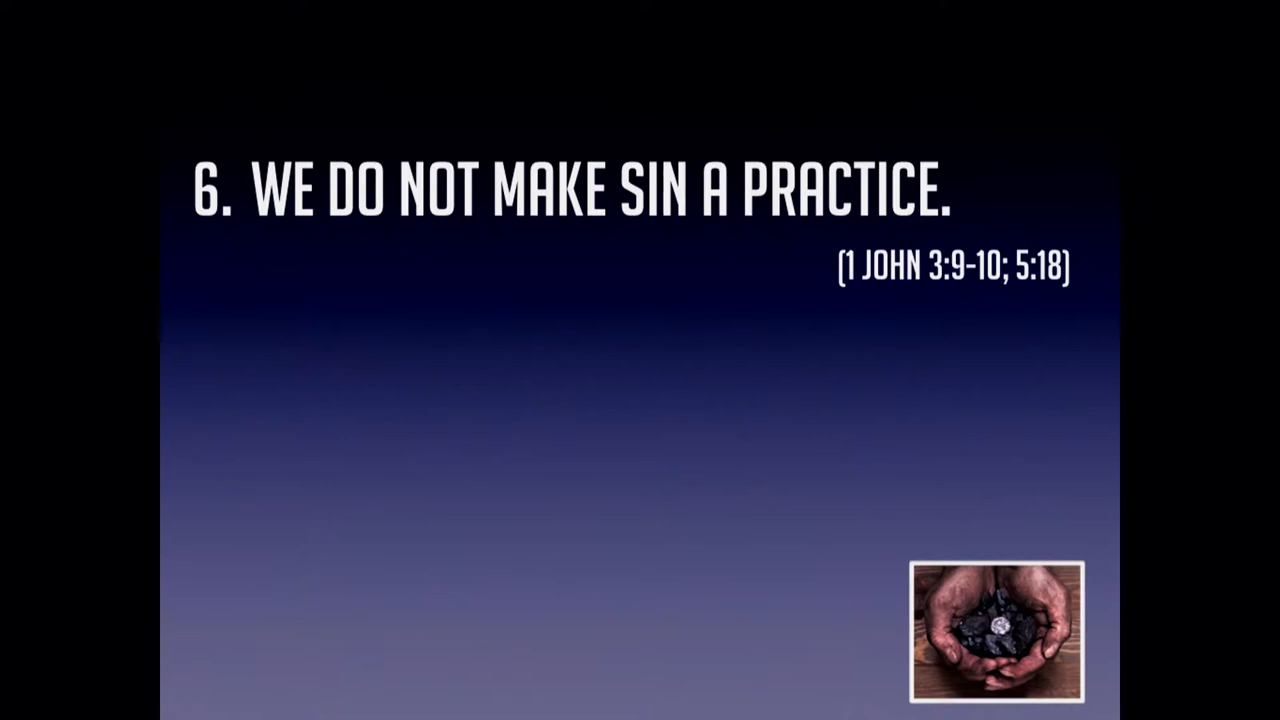 6. WE DO NOT MAKE SIN A PRACTICE.
(1 JOHN 3:9-10; 5:18)